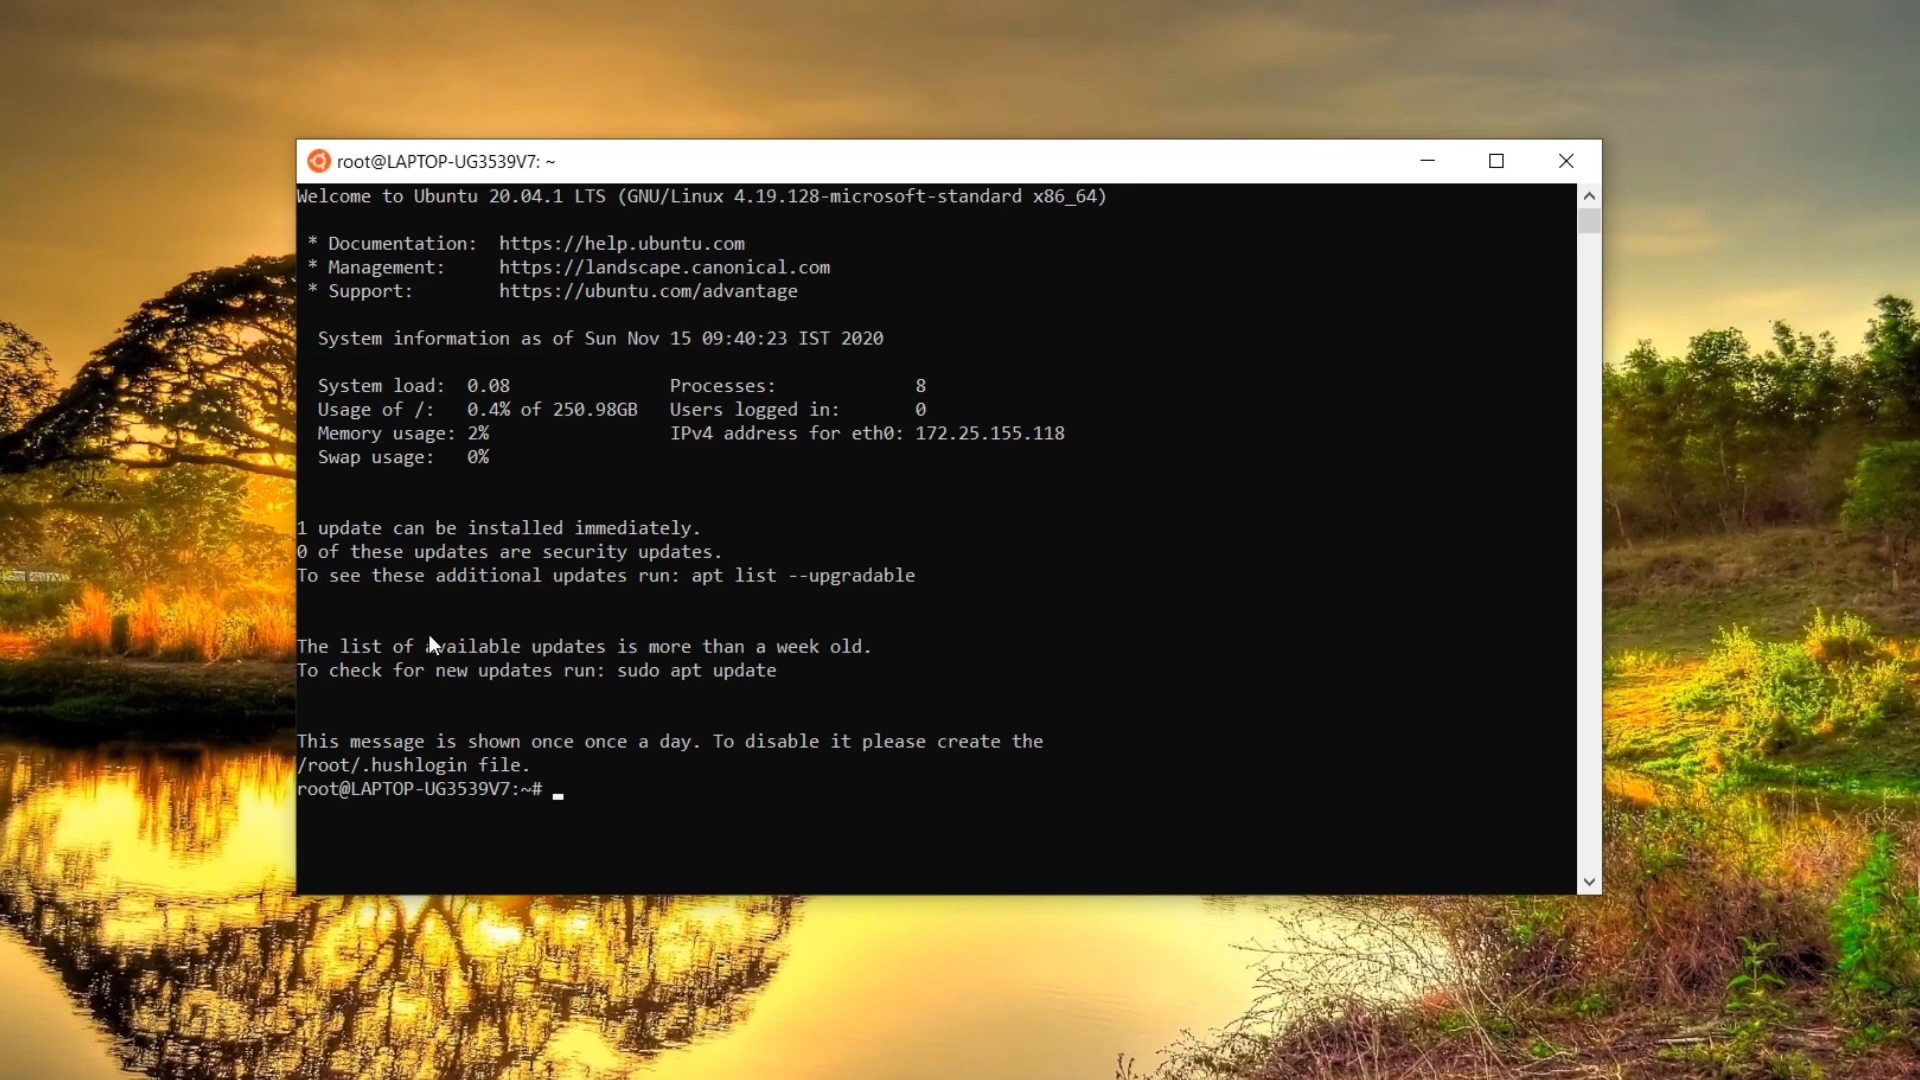 root@LAPTOP-UG3539V7: ~
Welcome to Ubuntu 20.04.1 LTS (GNU/Linux 4.19.128-microsoft-standard x86_64)
* Documentation:  https://help.ubuntu.com
* Management:     https://landscape.canonical.com
* Support:        https://ubuntu.com/advantage
System information as of Sun Nov 15 09:40:23 IST 2020
System load:  0.08               Processes:             8
Usage of /:   0.4% of 250.98GB   Users logged in:       0
Memory usage: 2%                 IPv4 address for eth0: 172.25.155.118
Swap usage:   0%
1 update can be installed immediately.
0 of these updates are security updates.
To see these additional updates run: apt list --upgradable
The list of available updates is more than a week old.
To check for new updates run: sudo apt update
This message is shown once once a day. To disable it please create the
/root/.hushlogin file.
root@LAPTOP-UG3539V7:~#